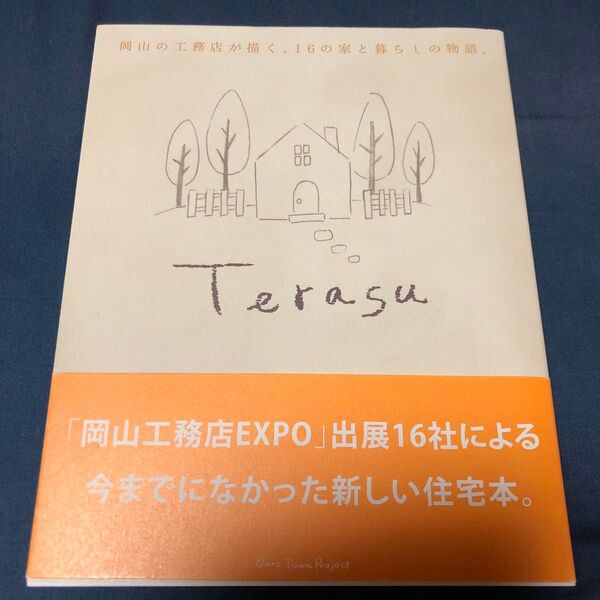 岡山の工務店が描く、16の家と暮らしの物語。
Terasu
「岡山工務店EXPO」出展16社による
今までになかった新しい住宅本。
Ours Town Project